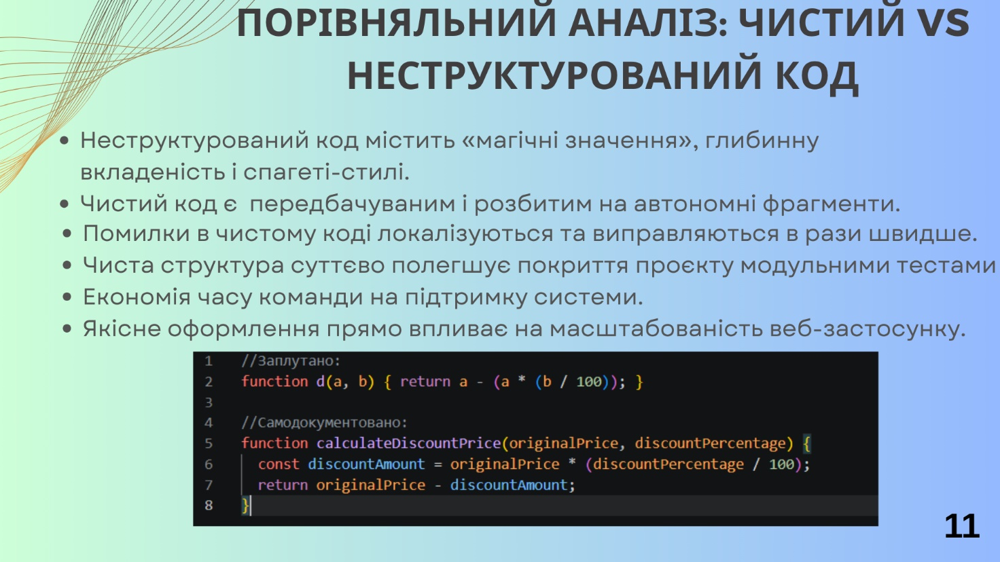 ПОРІВНЯЛЬНИЙ АНАЛІЗ: ЧИСТИЙ VS
НЕСТРУКТУРОВАНИЙ КОД
• Неструктурований код містить «магічні значення», глибинну
вкладеність і спагеті-стилі.
• Чистий код є  передбачуваним і розбитим на автономні фрагменти.
• Помилки в чистому коді локалізуються та виправляються в рази швидше.
• Чиста структура суттєво полегшує покриття проєкту модульними тестами
• Економія часу команди на підтримку системи.
• Якісне оформлення прямо впливає на масштабованість веб-застосунку.
1 //Заплутано:
2 function d(a, b) { return a - (a * (b / 100)); }
3
4 //Самодокументовано:
5 function calculateDiscountPrice(originalPrice, discountPercentage) {
6 const discountAmount = originalPrice * (discountPercentage / 100);
7 return originalPrice - discountAmount;
8 }
11